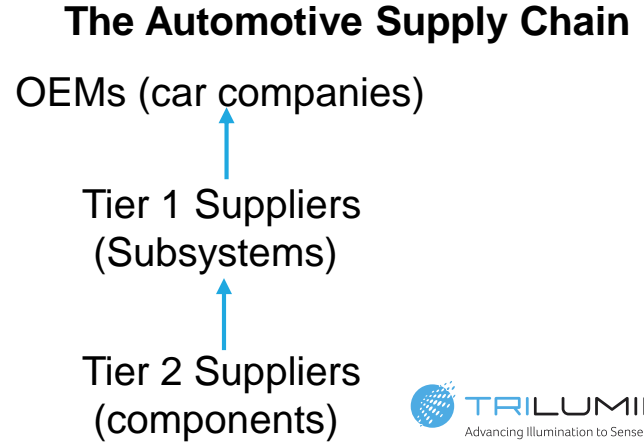 The Automotive Supply Chain
OEMs (car companies)
Tier 1 Suppliers
(Subsystems)
Tier 2 Suppliers
(components)
TRILUMI
Advancing Illumination to Sense